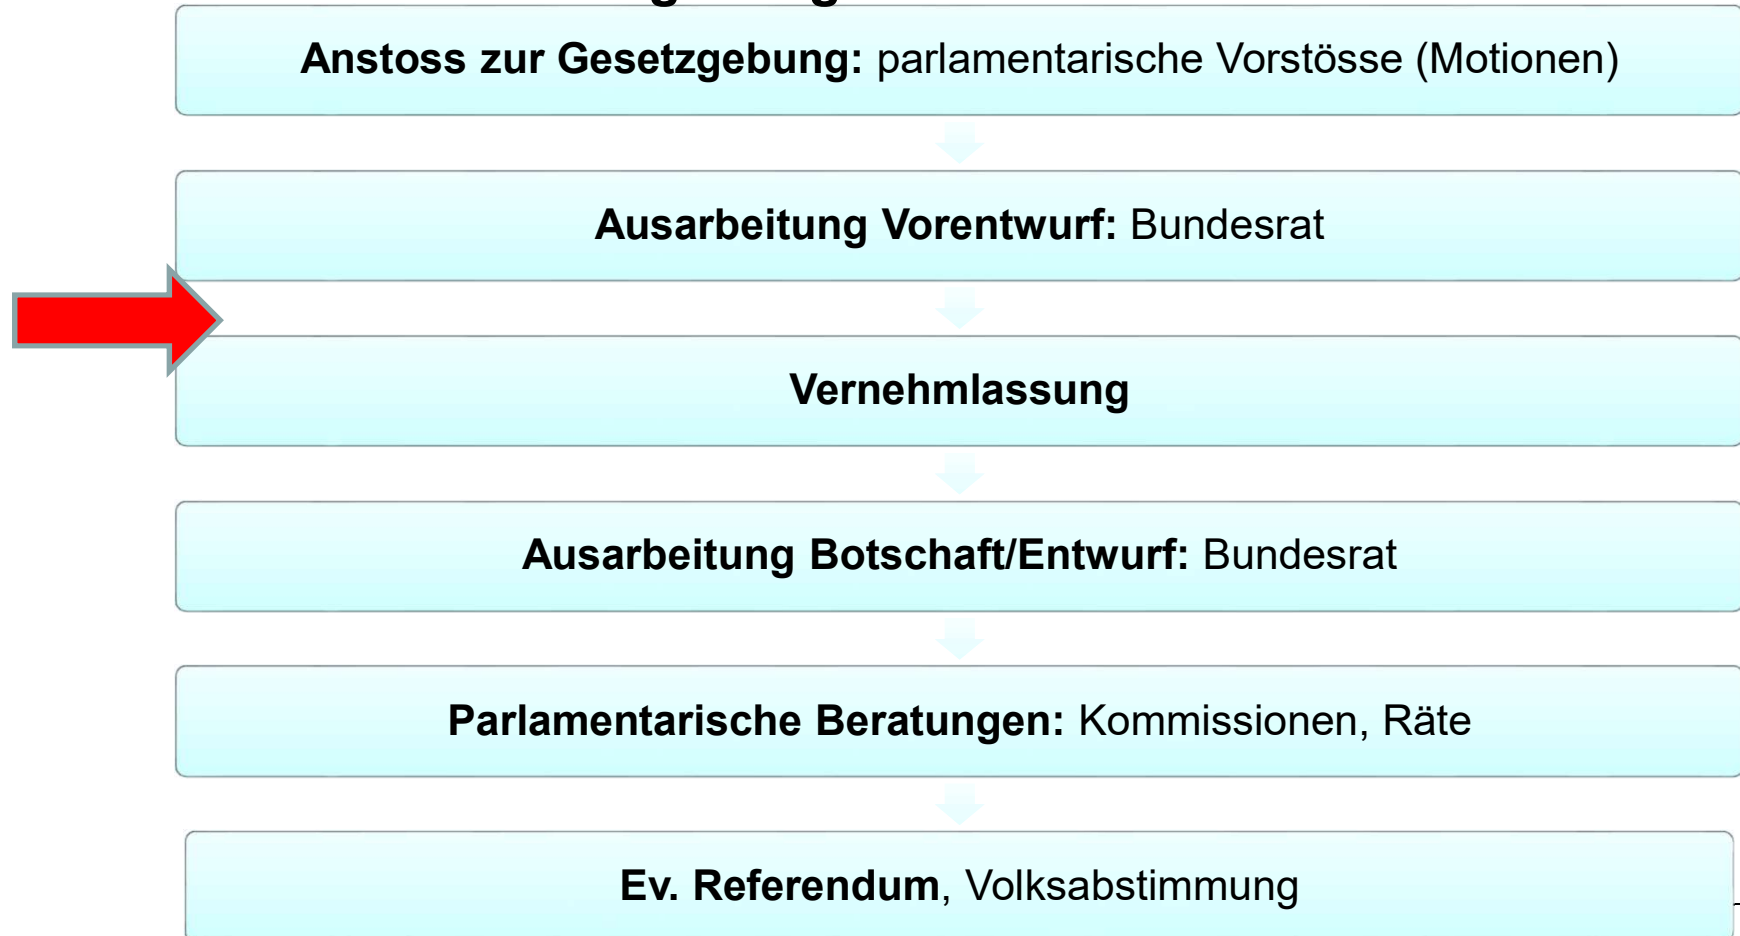 Anstoss zur Gesetzgebung: parlamentarische Vorstösse (Motionen)
Ausarbeitung Vorentwurf: Bundesrat
Vernehmlassung
Ausarbeitung Botschaft/Entwurf: Bundesrat
Parlamentarische Beratungen: Kommissionen, Räte
Ev. Referendum, Volksabstimmung